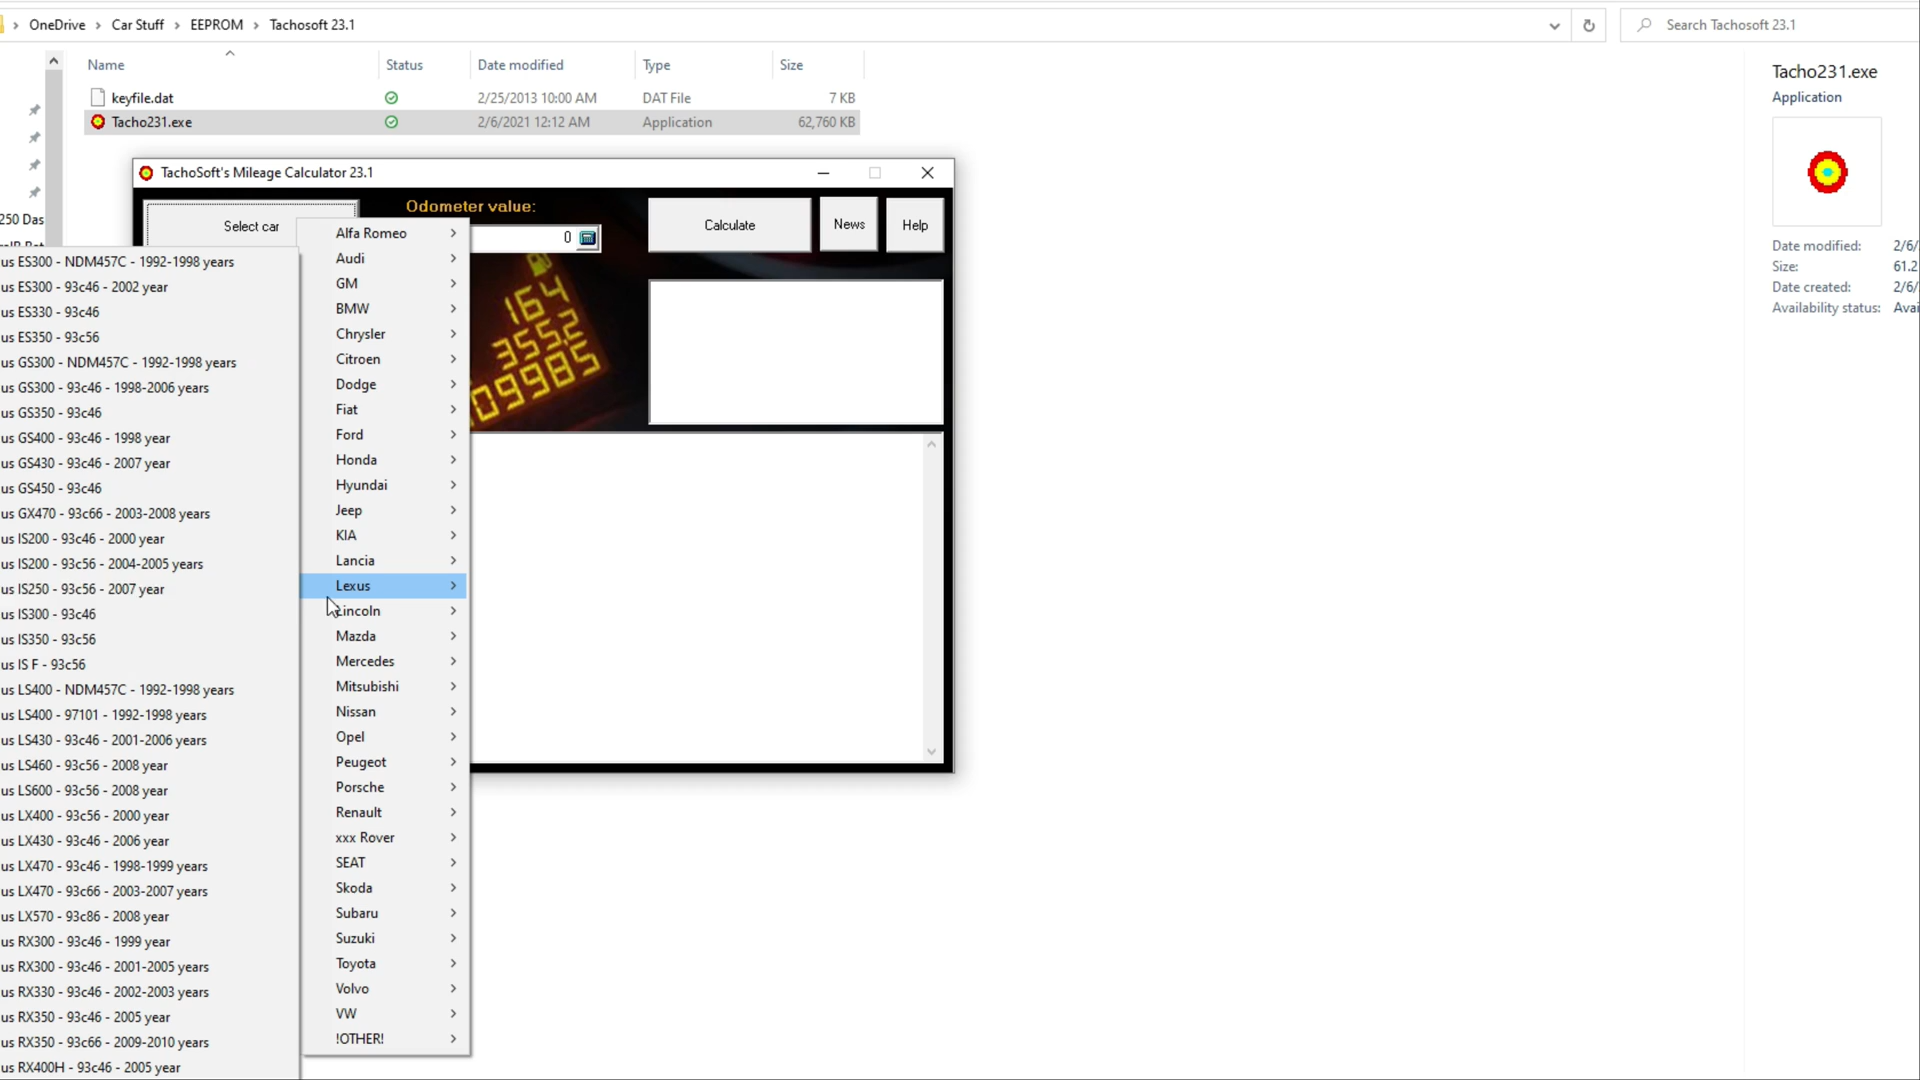 OneDrive > Car Stuff > EEPROM > Tachosoft 23.1
Search Tachosoft 23.1
Name Status Date modified Type Size
keyfile.dat 2/25/2013 10:00 AM DAT File 7 KB
Tacho231.exe 2/6/2021 12:12 AM Application 62,760 KB
Tacho231.exe
Application
Date modified: 2/6/
Size: 61.2
Date created: 2/6/
Availability status: Avai
250 Das
TachoSoft's Mileage Calculator 23.1
Select car
Odometer value:
0
Calculate
News
Help
164
355.2
09985
us ES300 - NDM457C - 1992-1998 years
us ES300 - 93c46 - 2002 year
us ES330 - 93c46
us ES350 - 93c56
us GS300 - NDM457C - 1992-1998 years
us GS300 - 93c46 - 1998-2006 years
us GS350 - 93c46
us GS400 - 93c46 - 1998 year
us GS430 - 93c46 - 2007 year
us GS450 - 93c46
us GX470 - 93c66 - 2003-2008 years
us IS200 - 93c46 - 2000 year
us IS200 - 93c56 - 2004-2005 years
us IS250 - 93c56 - 2007 year
us IS300 - 93c46
us IS350 - 93c56
us IS F - 93c56
us LS400 - NDM457C - 1992-1998 years
us LS400 - 97101 - 1992-1998 years
us LS430 - 93c46 - 2001-2006 years
us LS460 - 93c56 - 2008 year
us LS600 - 93c56 - 2008 year
us LX400 - 93c56 - 2000 year
us LX430 - 93c46 - 2006 year
us LX470 - 93c46 - 1998-1999 years
us LX470 - 93c66 - 2003-2007 years
us LX570 - 93c86 - 2008 year
us RX300 - 93c46 - 1999 year
us RX300 - 93c46 - 2001-2005 years
us RX330 - 93c46 - 2002-2003 years
us RX350 - 93c46 - 2005 year
us RX350 - 93c66 - 2009-2010 years
us RX400H - 93c46 - 2005 year
Alfa Romeo
Audi
GM
BMW
Chrysler
Citroen
Dodge
Fiat
Ford
Honda
Hyundai
Jeep
KIA
Lancia
Lexus
Lincoln
Mazda
Mercedes
Mitsubishi
Nissan
Opel
Peugeot
Porsche
Renault
xxx Rover
SEAT
Skoda
Subaru
Suzuki
Toyota
Volvo
VW
!OTHER!